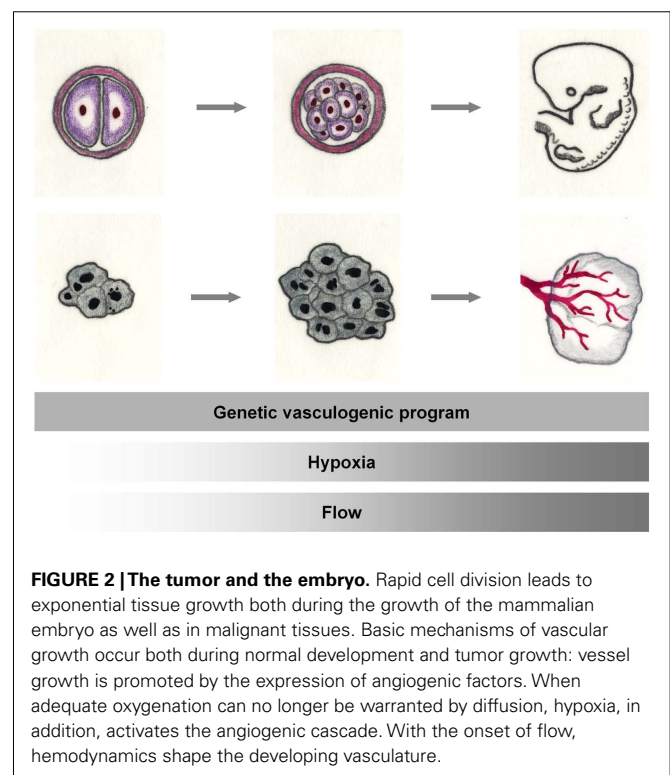 Genetic vasculogenic program
Hypoxia
Flow
FIGURE 2 | The tumor and the embryo. Rapid cell division leads to
exponential tissue growth both during the growth of the mammalian
embryo as well as in malignant tissues. Basic mechanisms of vascular
growth occur both during normal development and tumor growth: vessel
growth is promoted by the expression of angiogenic factors. When
adequate oxygenation can no longer be warranted by diffusion, hypoxia, in
addition, activates the angiogenic cascade. With the onset of flow,
hemodynamics shape the developing vasculature.